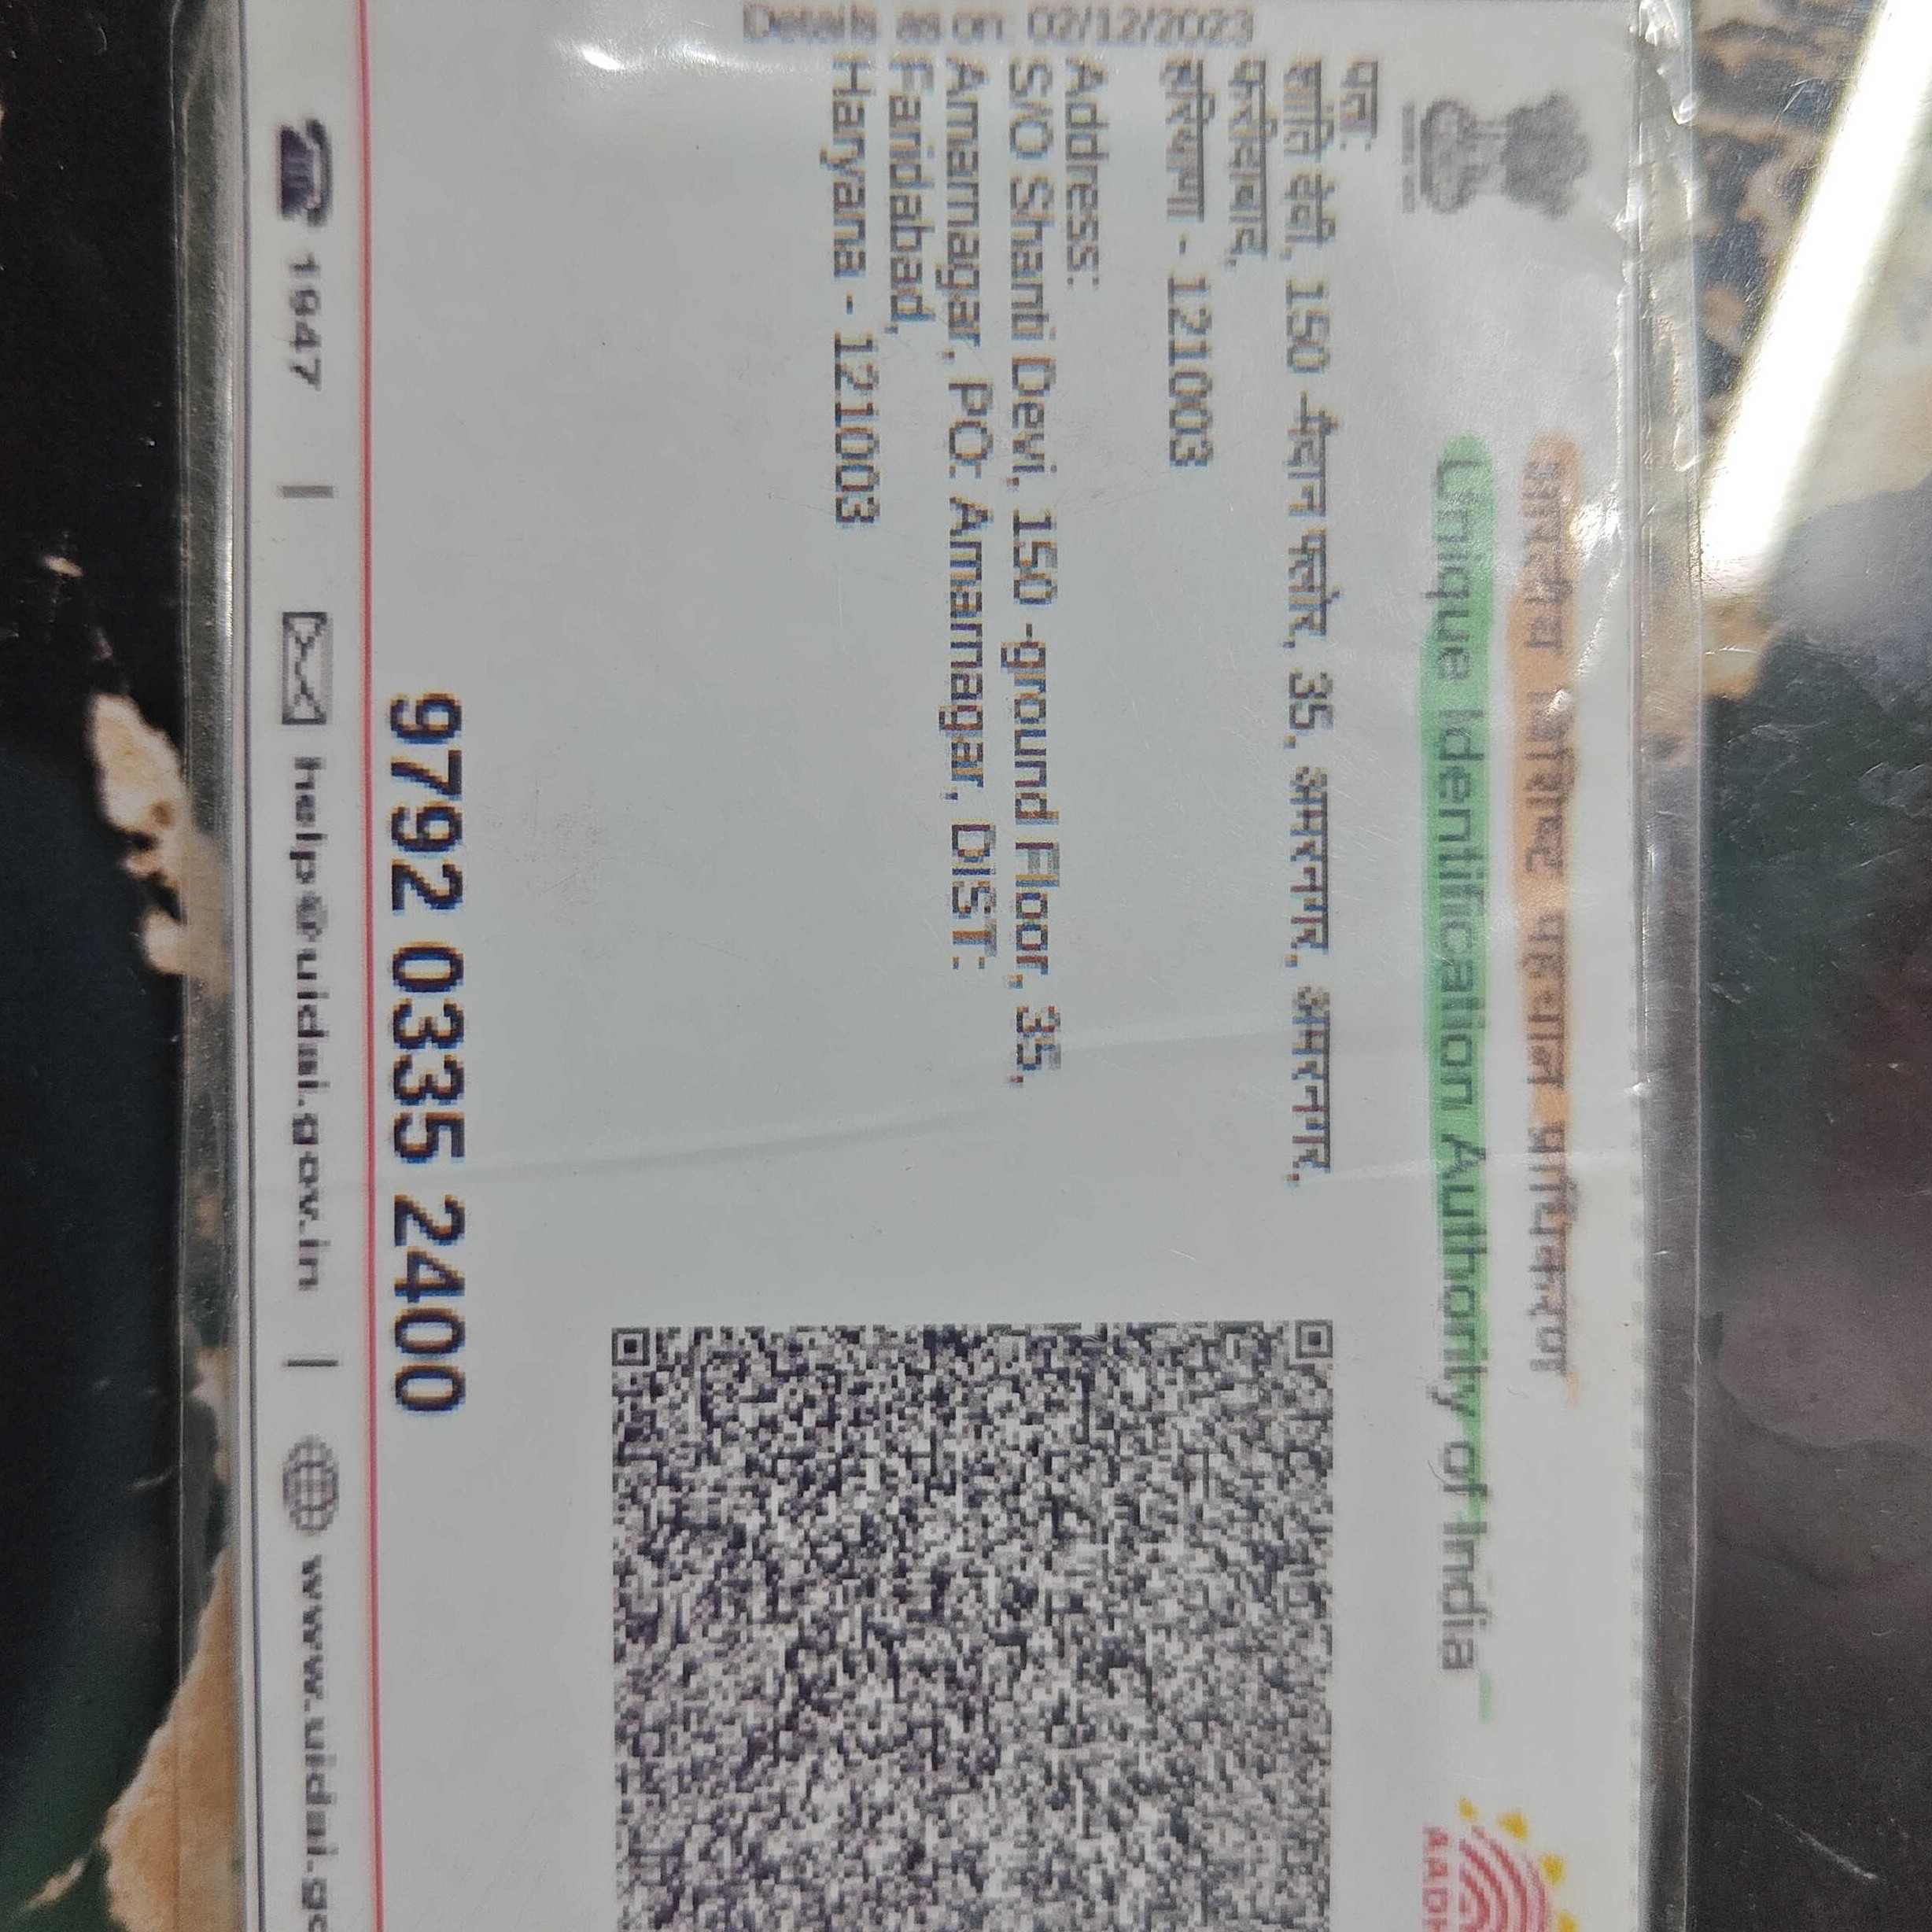 भारतीय विशिष्ट पहचान प्राधिकरण
Unique Identification Authority of India
पता:
शांति देवी, 150 -मैदान फ्लोर, 35, अमरनगर, अमरनगर,
फरीदाबाद,
हरियाणा - 121003
Address:
S/O Shanti Devi, 150 -ground Floor, 35,
Amarnagar, PO: Amarnagar, DIST:
Faridabad,
Haryana - 121003
Details as on: 02/12/2023
9792 0335 2400
1947 | help@uidai.gov.in | www.uidai.go